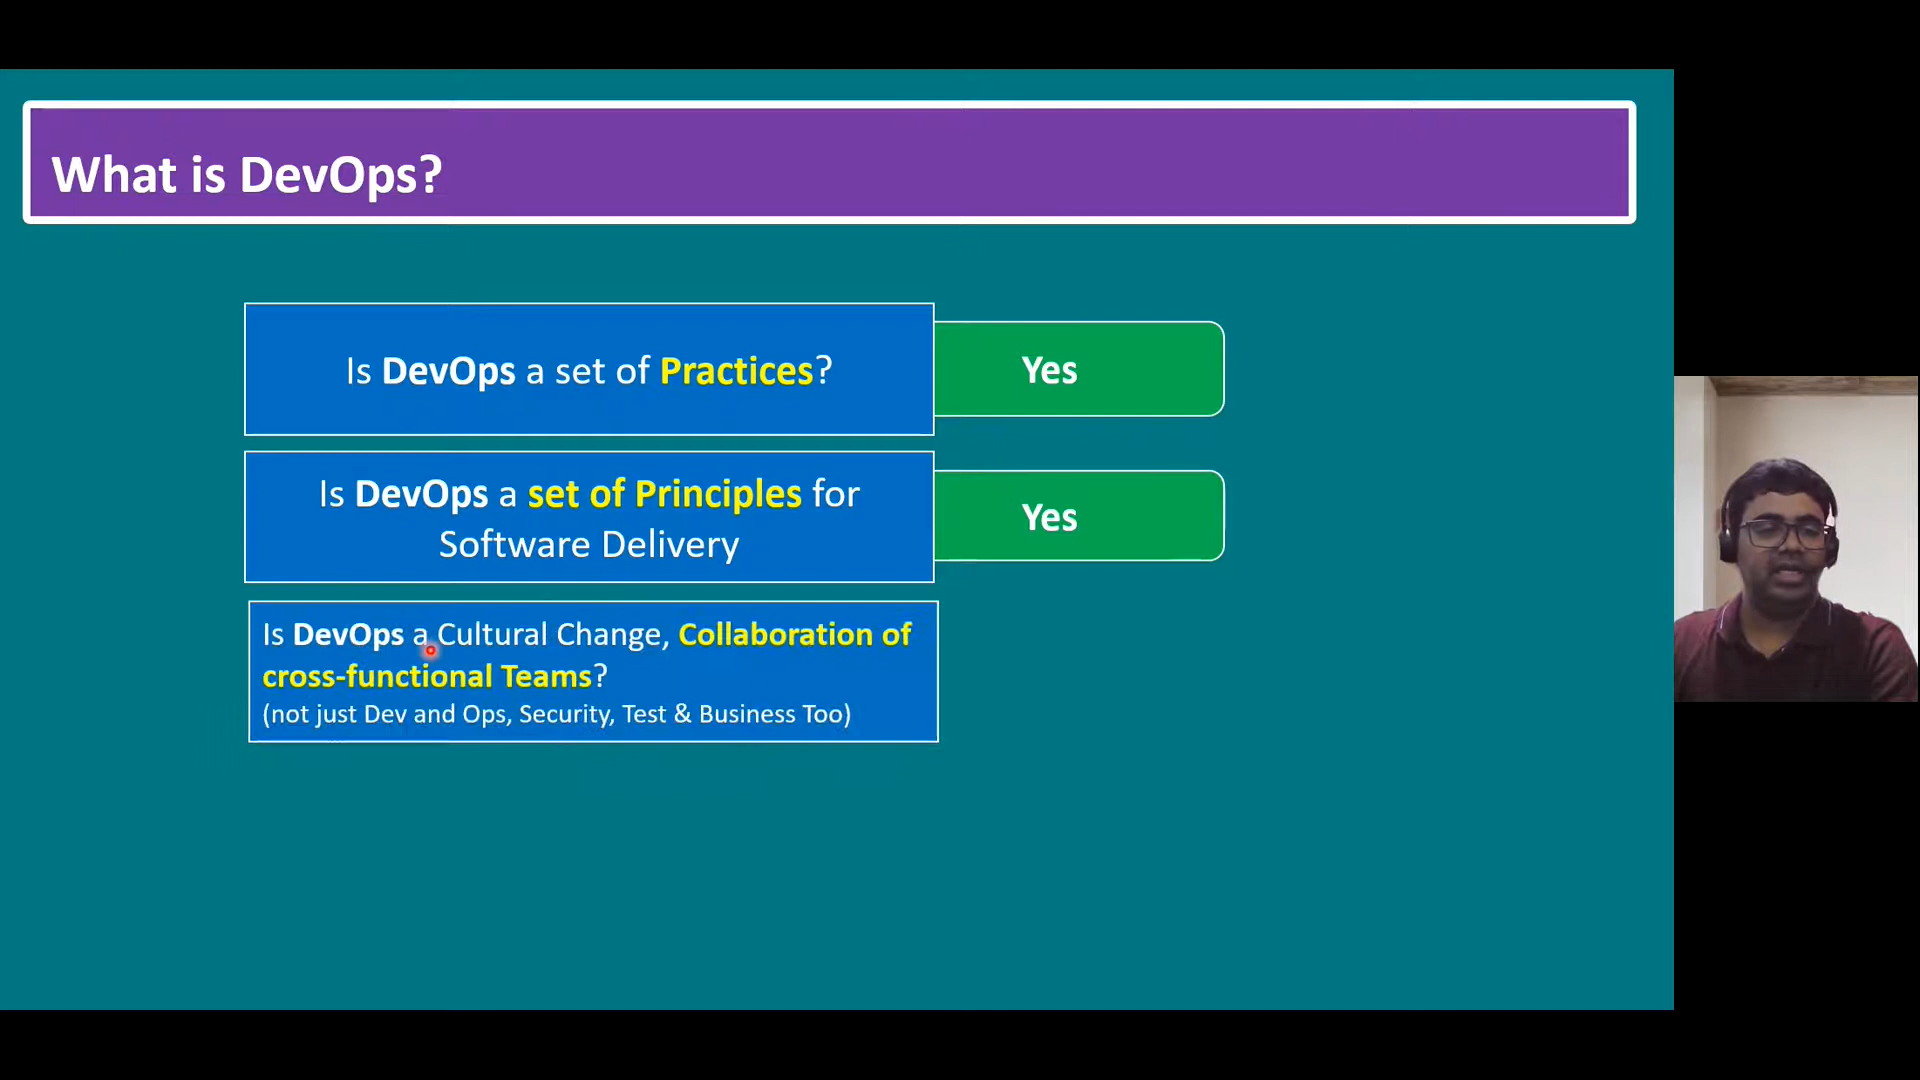 What is DevOps?
Is DevOps a set of Practices?
Yes
Is DevOps a set of Principles for
Software Delivery
Yes
Is DevOps a Cultural Change, Collaboration of
cross-functional Teams?
(not just Dev and Ops, Security, Test & Business Too)